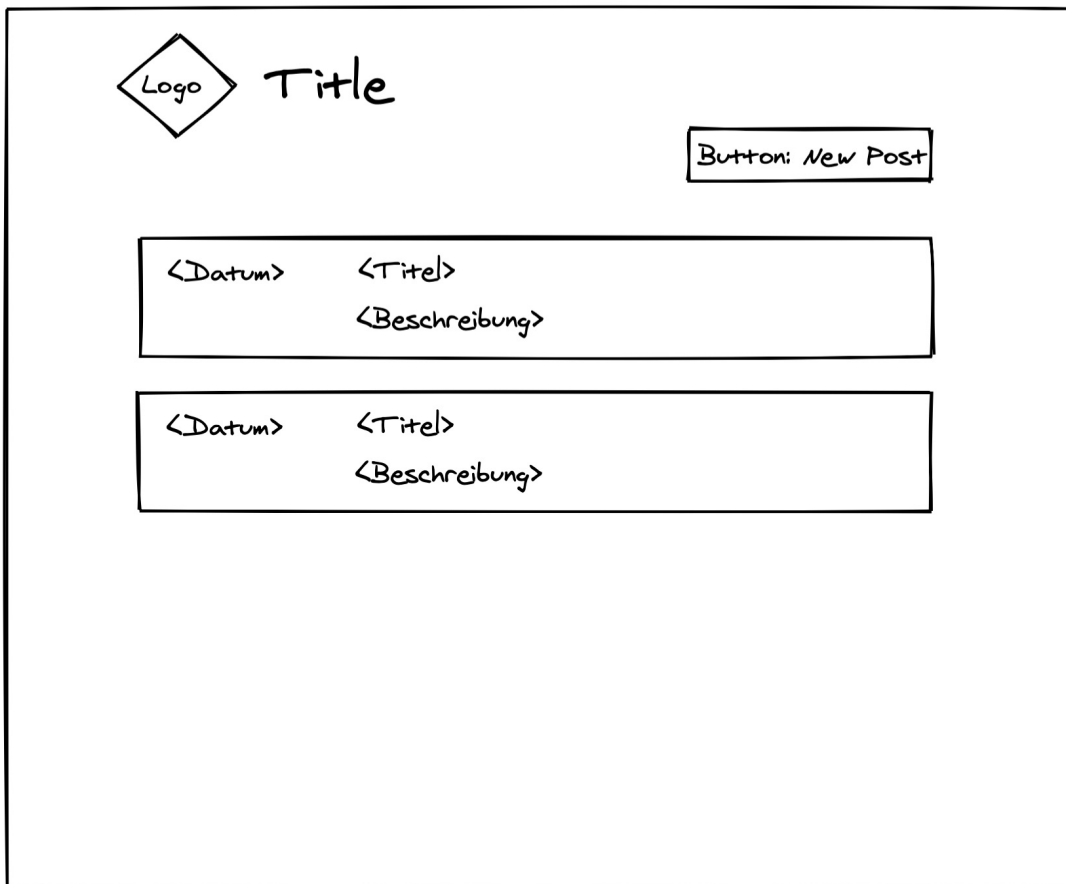 Logo
Title
Button: New Post
<Datum> <Titel>
<Beschreibung>
<Datum> <Titel>
<Beschreibung>